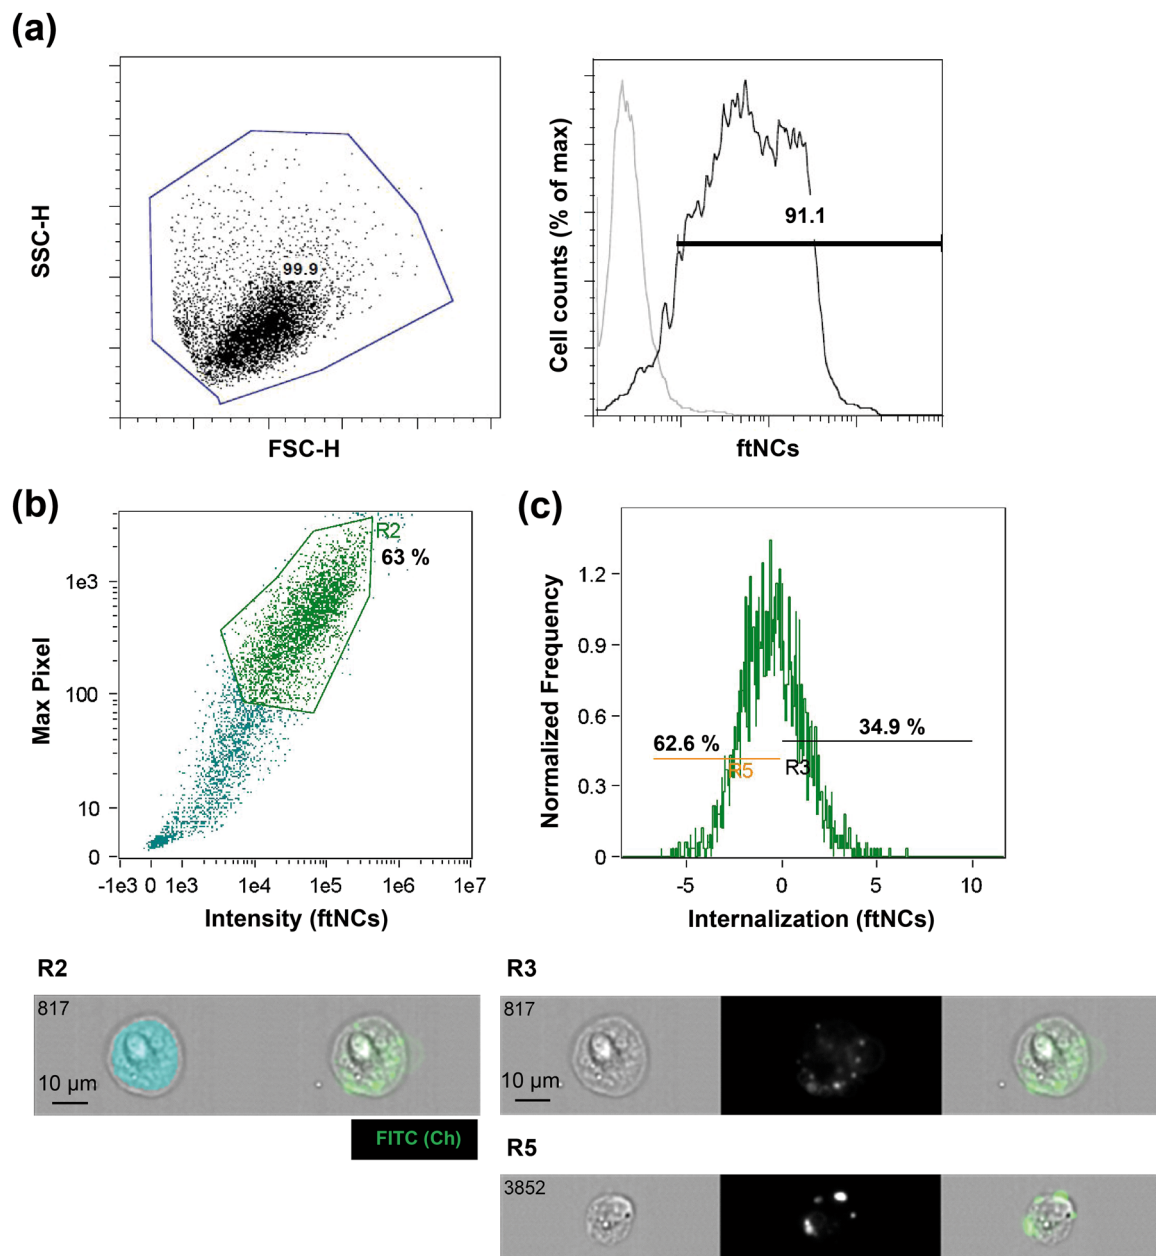 (a)
SSC-H
99.9
FSC-H
Cell counts (% of max)
91.1
ftNCs
(b)
Max Pixel
1e3
100
10
0
R2
63 %
-1e3 0 1e3 1e4 1e5 1e6 1e7
Intensity (ftNCs)
(c)
Normalized Frequency
1.2
0.9
0.6
0.3
0
62.6 %
R5
34.9 %
R3
-5 0 5 10
Internalization (ftNCs)
R2
817
10 µm
FITC (Ch)
R3
817
10 µm
R5
3852